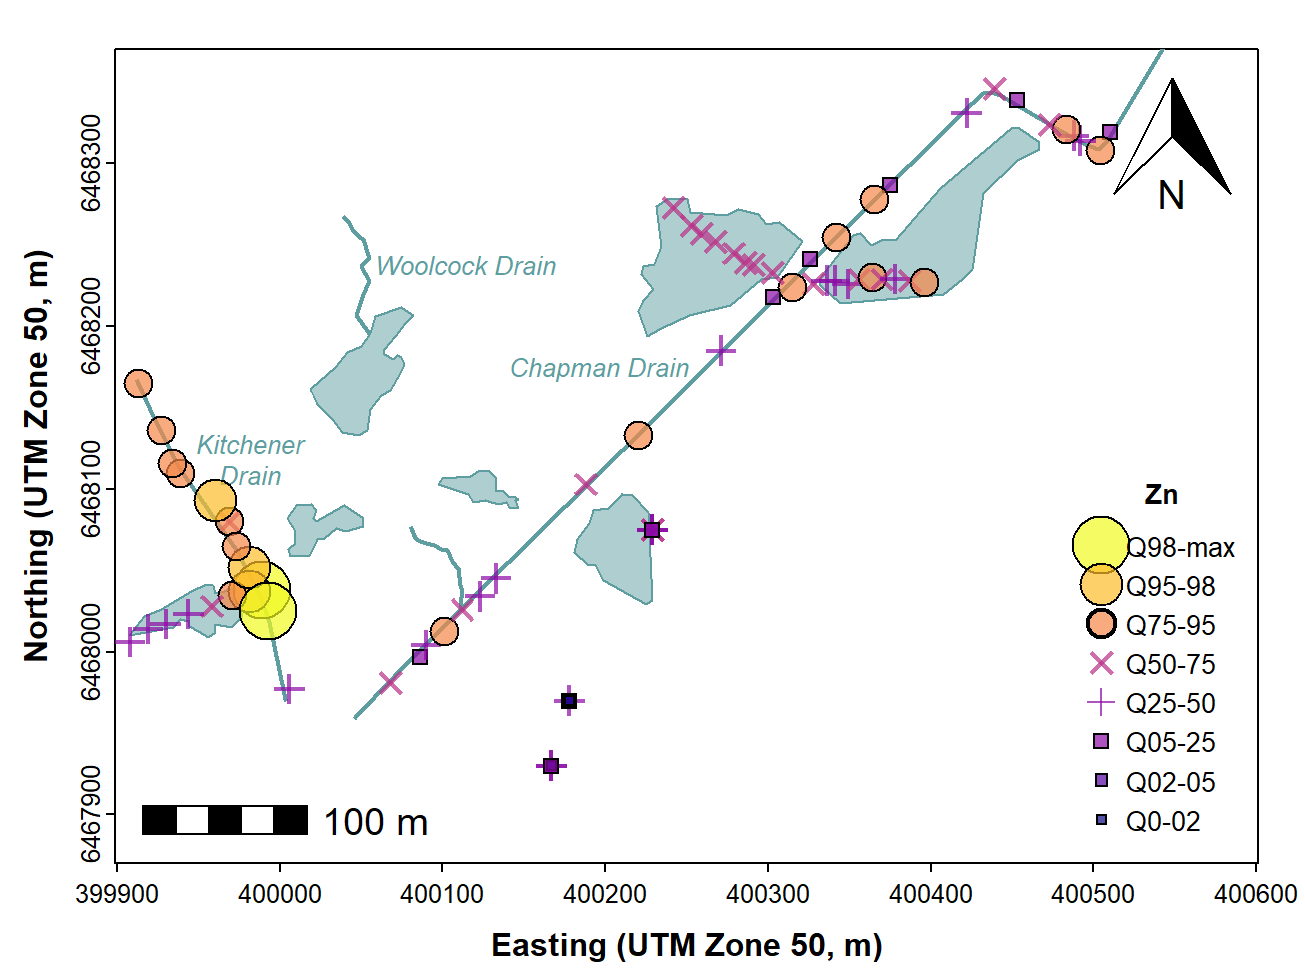 Northing (UTM Zone 50, m)
6468300
6468200
6468100
6468000
6467900
Woolcock Drain
Chapman Drain
Kitchener
Drain
N
Zn
Q98-max
Q95-98
Q75-95
Q50-75
Q25-50
Q05-25
Q02-05
Q0-02
100 m
399900 400000 400100 400200 400300 400400 400500 400600
Easting (UTM Zone 50, m)